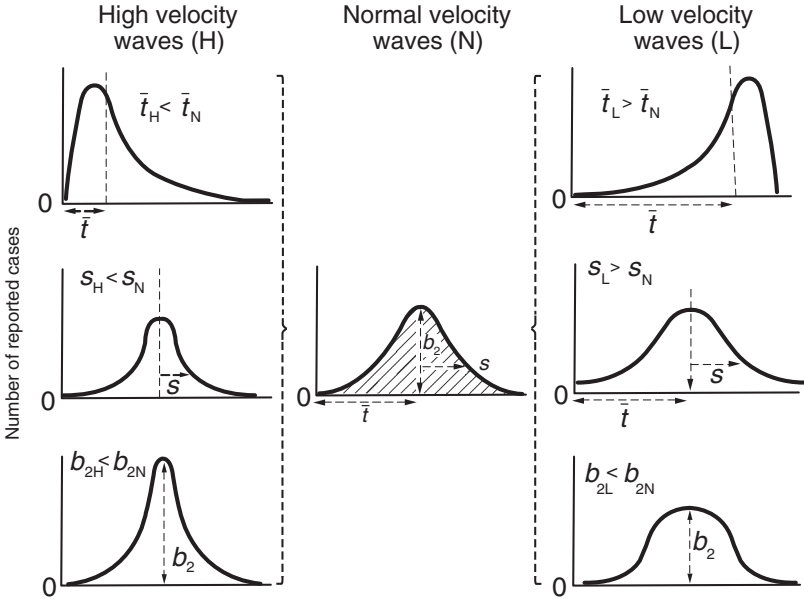 High velocity
waves (H)
Normal velocity
waves (N)
Low velocity
waves (L)
Number of reported cases
t̄H < t̄N
0
t̄
sH < sN
0
s
b2H < b2N
0
b2
b2
s
0
t̄
t̄L > t̄N
0
t̄
sL > sN
s
0
t̄
b2L < b2N
b2
0